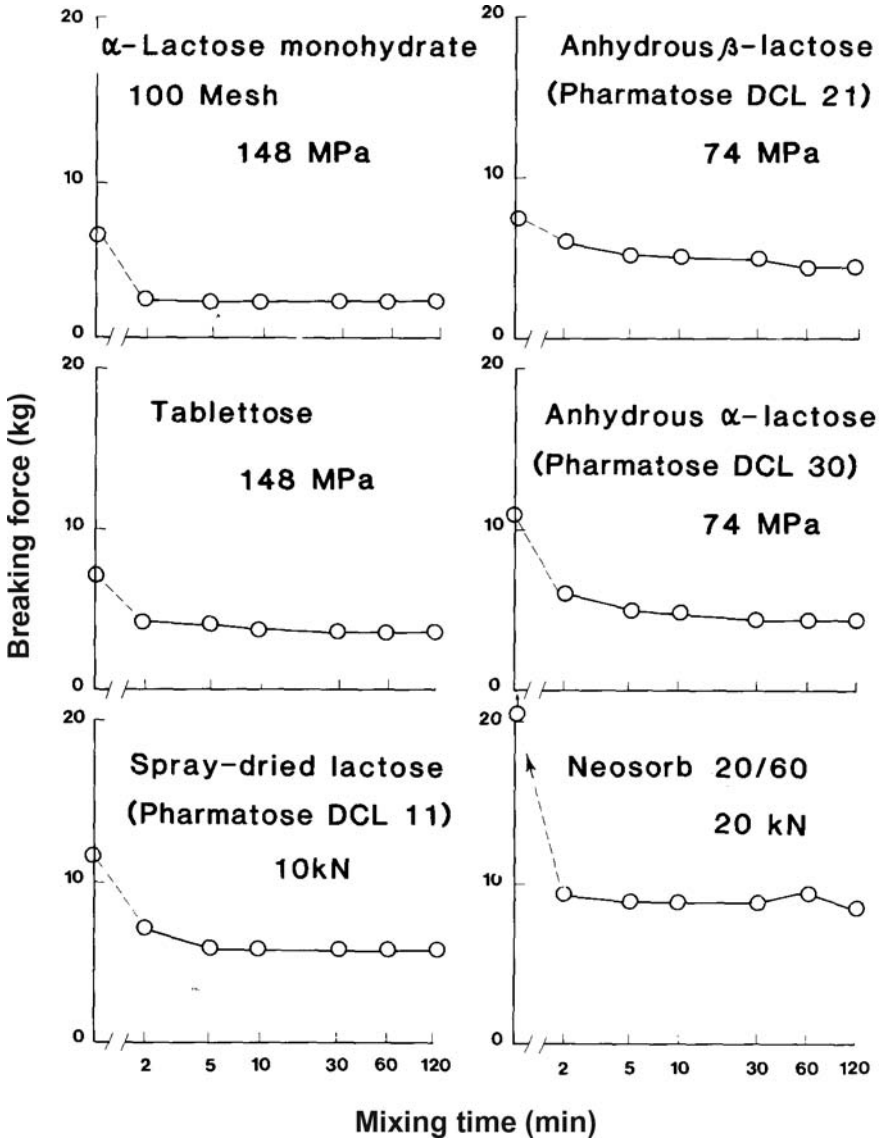 20
α-Lactose monohydrate
100 Mesh
148 MPa
10
0
20
Anhydrous β-lactose
(Pharmatose DCL 21)
74 MPa
10
0
Breaking force (kg)
20
Tablettose
148 MPa
10
0
20
Anhydrous α-lactose
(Pharmatose DCL 30)
74 MPa
10
0
20
Spray-dried lactose
(Pharmatose DCL 11)
10kN
10
0
2 5 10 30 60 120
20
Neosorb 20/60
20 kN
10
0
2 5 10 30 60 120
Mixing time (min)